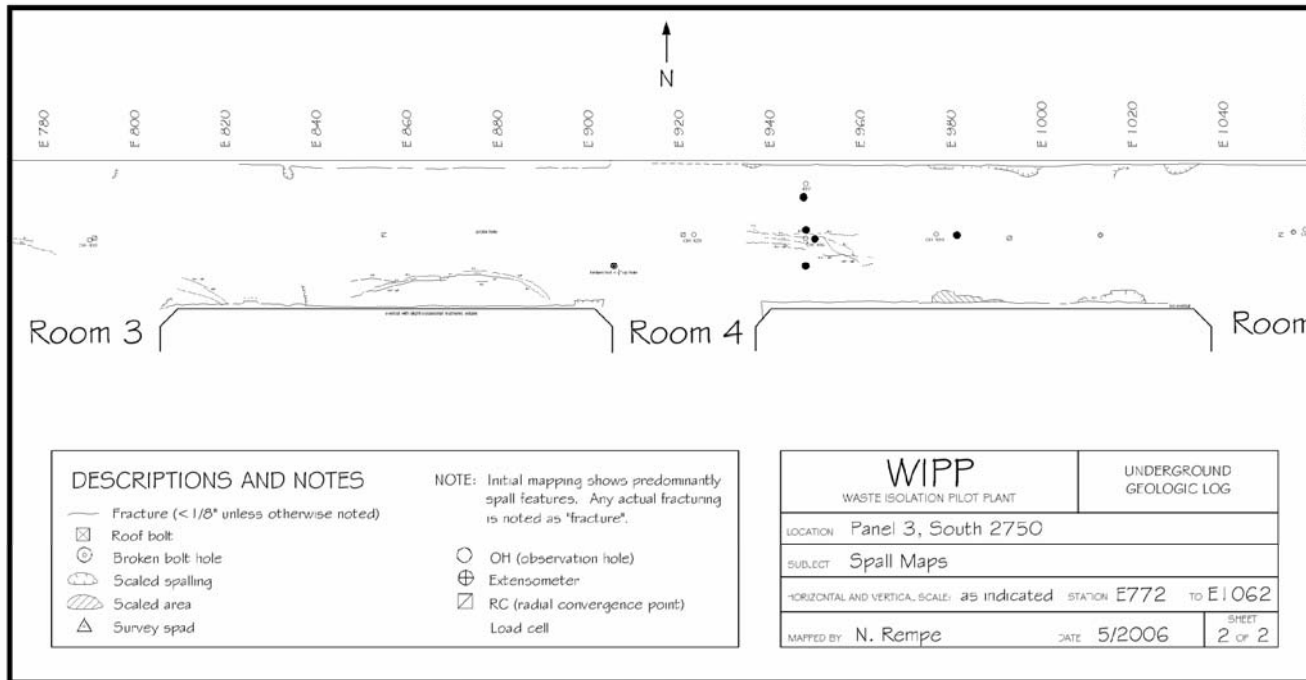 N
E 780
E 800
E 820
E 840
E 860
E 880
E 900
E 920
E 940
E 960
E 980
E 1000
E 1020
E 1040
Room 3
Room 4
Room
DESCRIPTIONS AND NOTES
Fracture (< 1/8" unless otherwise noted)
Roof bolt
Broken bolt hole
Scaled spalling
Scaled area
Survey spad
NOTE: Initial mapping shows predominantly
spall features. Any actual fracturing
is noted as "fracture".
OH (observation hole)
Extensometer
RC (radial convergence point)
Load cell
WIPP
WASTE ISOLATION PILOT PLANT
UNDERGROUND
GEOLOGIC LOG
LOCATION Panel 3, South 2750
SUBJECT Spall Maps
HORIZONTAL AND VERTICAL SCALE: as indicated STATION E772 TO E1062
MAPPED BY N. Rempe DATE 5/2006
SHEET
2 OF 2